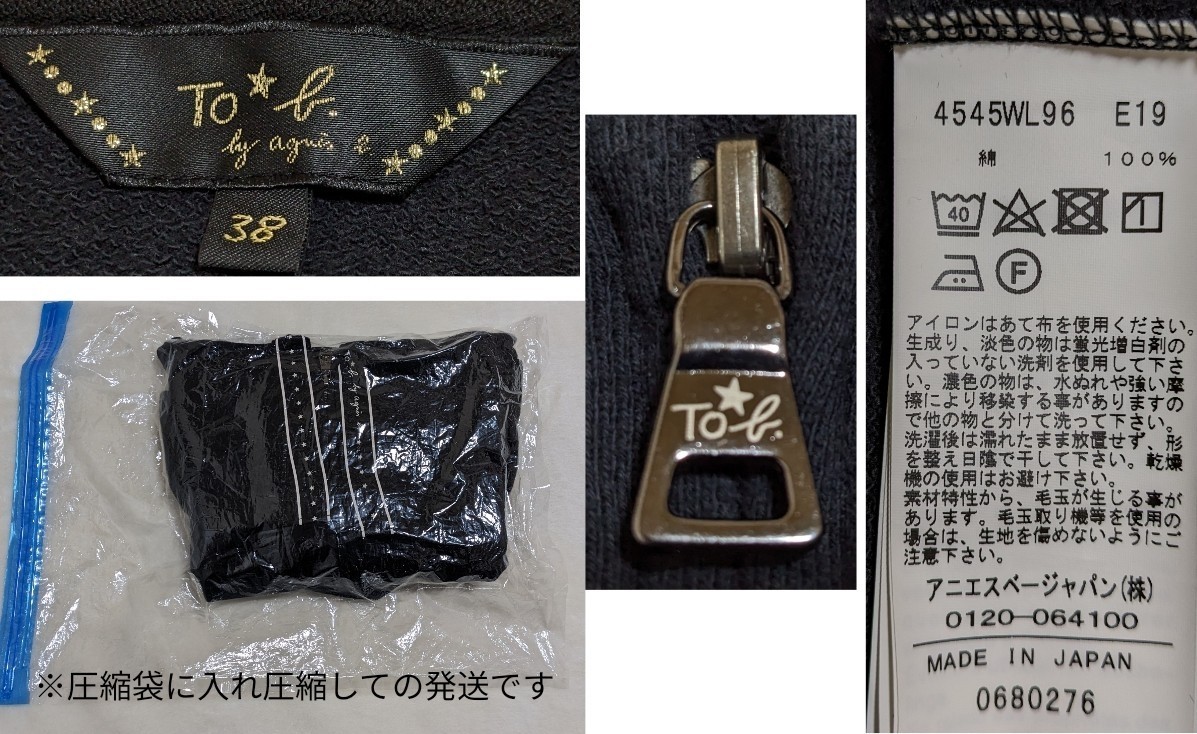 To★b.
by agnès b.
38
To★b.
by agnès
※圧縮袋に入れ圧縮しての発送です
To★b.
4545WL96 E19
綿 100%
40
F
アイロンはあて布を使用ください。
生成り、淡色の物は蛍光増白剤の
入っていない洗剤を使用して下さ
い。濃色の物は、水ぬれや強い摩
擦により移染する事がありますの
で他の物と分けて洗って下さい。
洗濯後は濡れたまま放置せず、形
を整え日陰で干して下さい。乾燥
機の使用はお避け下さい。
素材特性から、毛玉が生じる事が
あります。毛玉取り機等を使用の
場合は、生地を傷めないようにご
注意下さい。
アニエスベージャパン(株)
0120-064100
MADE IN JAPAN
0680276